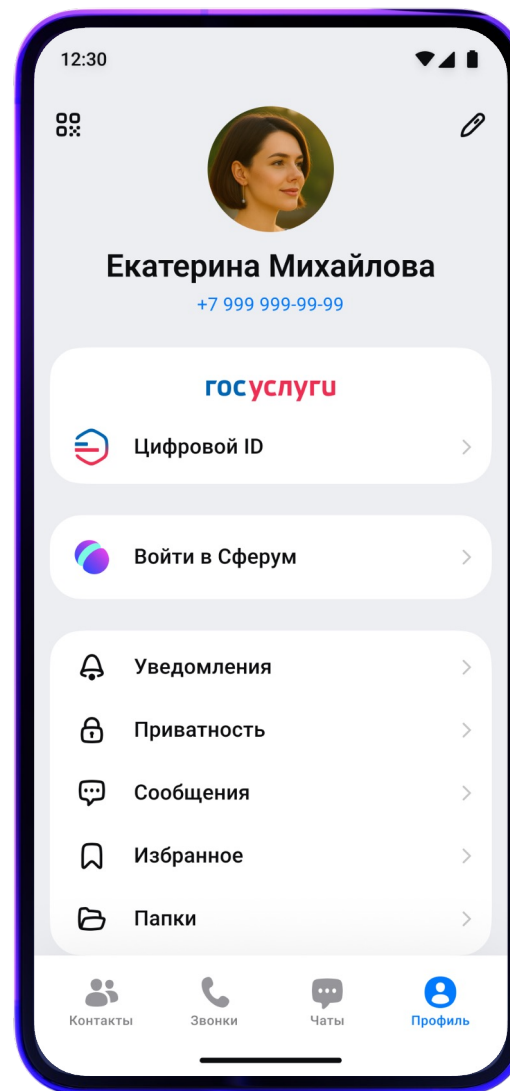 12:30
Екатерина Михайлова
+7 999 999-99-99
госуслуги
Цифровой ID
Войти в Сферум
Уведомления
Приватность
Сообщения
Избранное
Папки
Контакты
Звонки
Чаты
Профиль